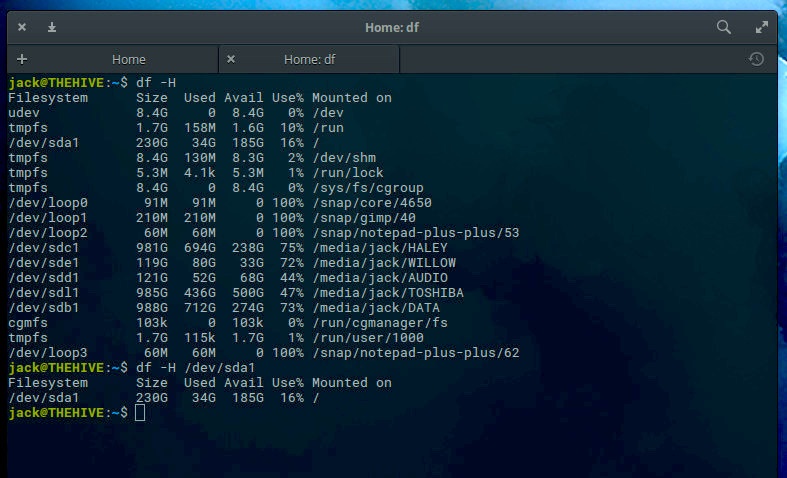 Home: df
Home
Home: df
jack@THEHIVE:~$ df -H
Filesystem      Size  Used Avail Use% Mounted on
udev            8.4G     0  8.4G   0% /dev
tmpfs           1.7G  158M  1.6G  10% /run
/dev/sda1       230G   34G  185G  16% /
tmpfs           8.4G  130M  8.3G   2% /dev/shm
tmpfs           5.3M  4.1k  5.3M   1% /run/lock
tmpfs           8.4G     0  8.4G   0% /sys/fs/cgroup
/dev/loop0       91M   91M     0 100% /snap/core/4650
/dev/loop1      210M  210M     0 100% /snap/gimp/40
/dev/loop2       60M   60M     0 100% /snap/notepad-plus-plus/53
/dev/sdc1       981G  694G  238G  75% /media/jack/HALEY
/dev/sde1       119G   80G   33G  72% /media/jack/WILLOW
/dev/sdd1       121G   52G   68G  44% /media/jack/AUDIO
/dev/sdl1       985G  436G  500G  47% /media/jack/TOSHIBA
/dev/sdb1       988G  712G  274G  73% /media/jack/DATA
cgmfs           103k     0  103k   0% /run/cgmanager/fs
tmpfs           1.7G  115k  1.7G   1% /run/user/1000
/dev/loop3       60M   60M     0 100% /snap/notepad-plus-plus/62
jack@THEHIVE:~$ df -H /dev/sda1
Filesystem      Size  Used Avail Use% Mounted on
/dev/sda1       230G   34G  185G  16% /
jack@THEHIVE:~$